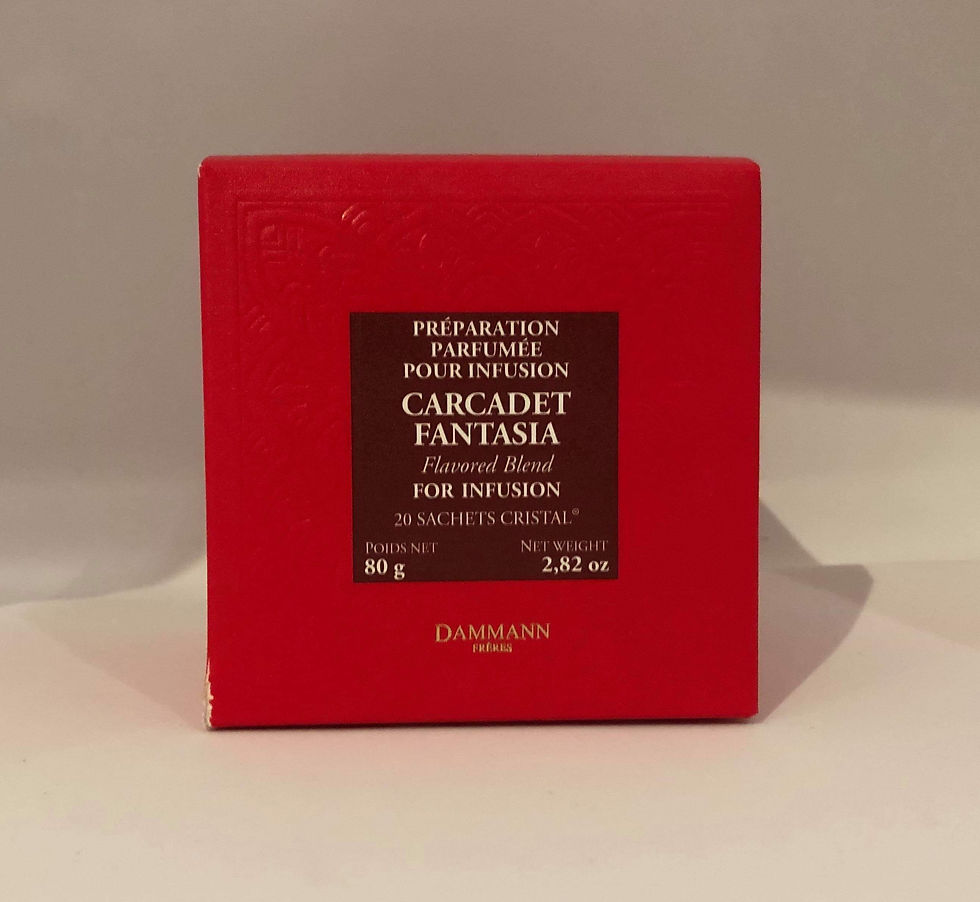 PRÉPARATION
PARFUMÉE
POUR INFUSION
CARCADET
FANTASIA
Flavored Blend
FOR INFUSION
20 SACHETS CRISTAL®
POIDS NET NET WEIGHT
80 g 2,82 oz
DAMMANN
FRÈRES